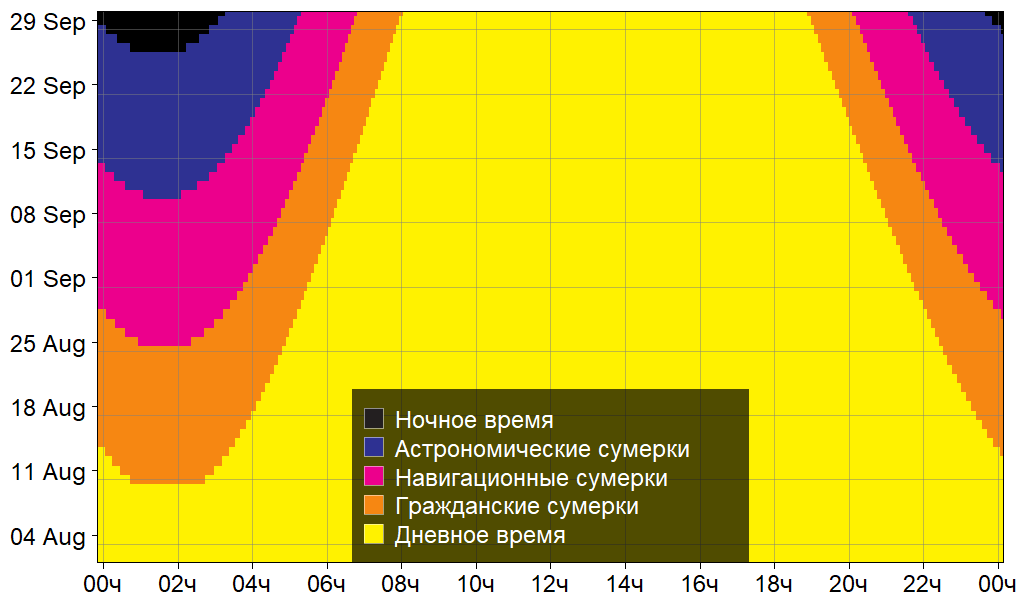 29 Sep
22 Sep
15 Sep
08 Sep
01 Sep
25 Aug
18 Aug
11 Aug
04 Aug
Ночное время
Астрономические сумерки
Навигационные сумерки
Гражданские сумерки
Дневное время
00ч 02ч 04ч 06ч 08ч 10ч 12ч 14ч 16ч 18ч 20ч 22ч 00ч